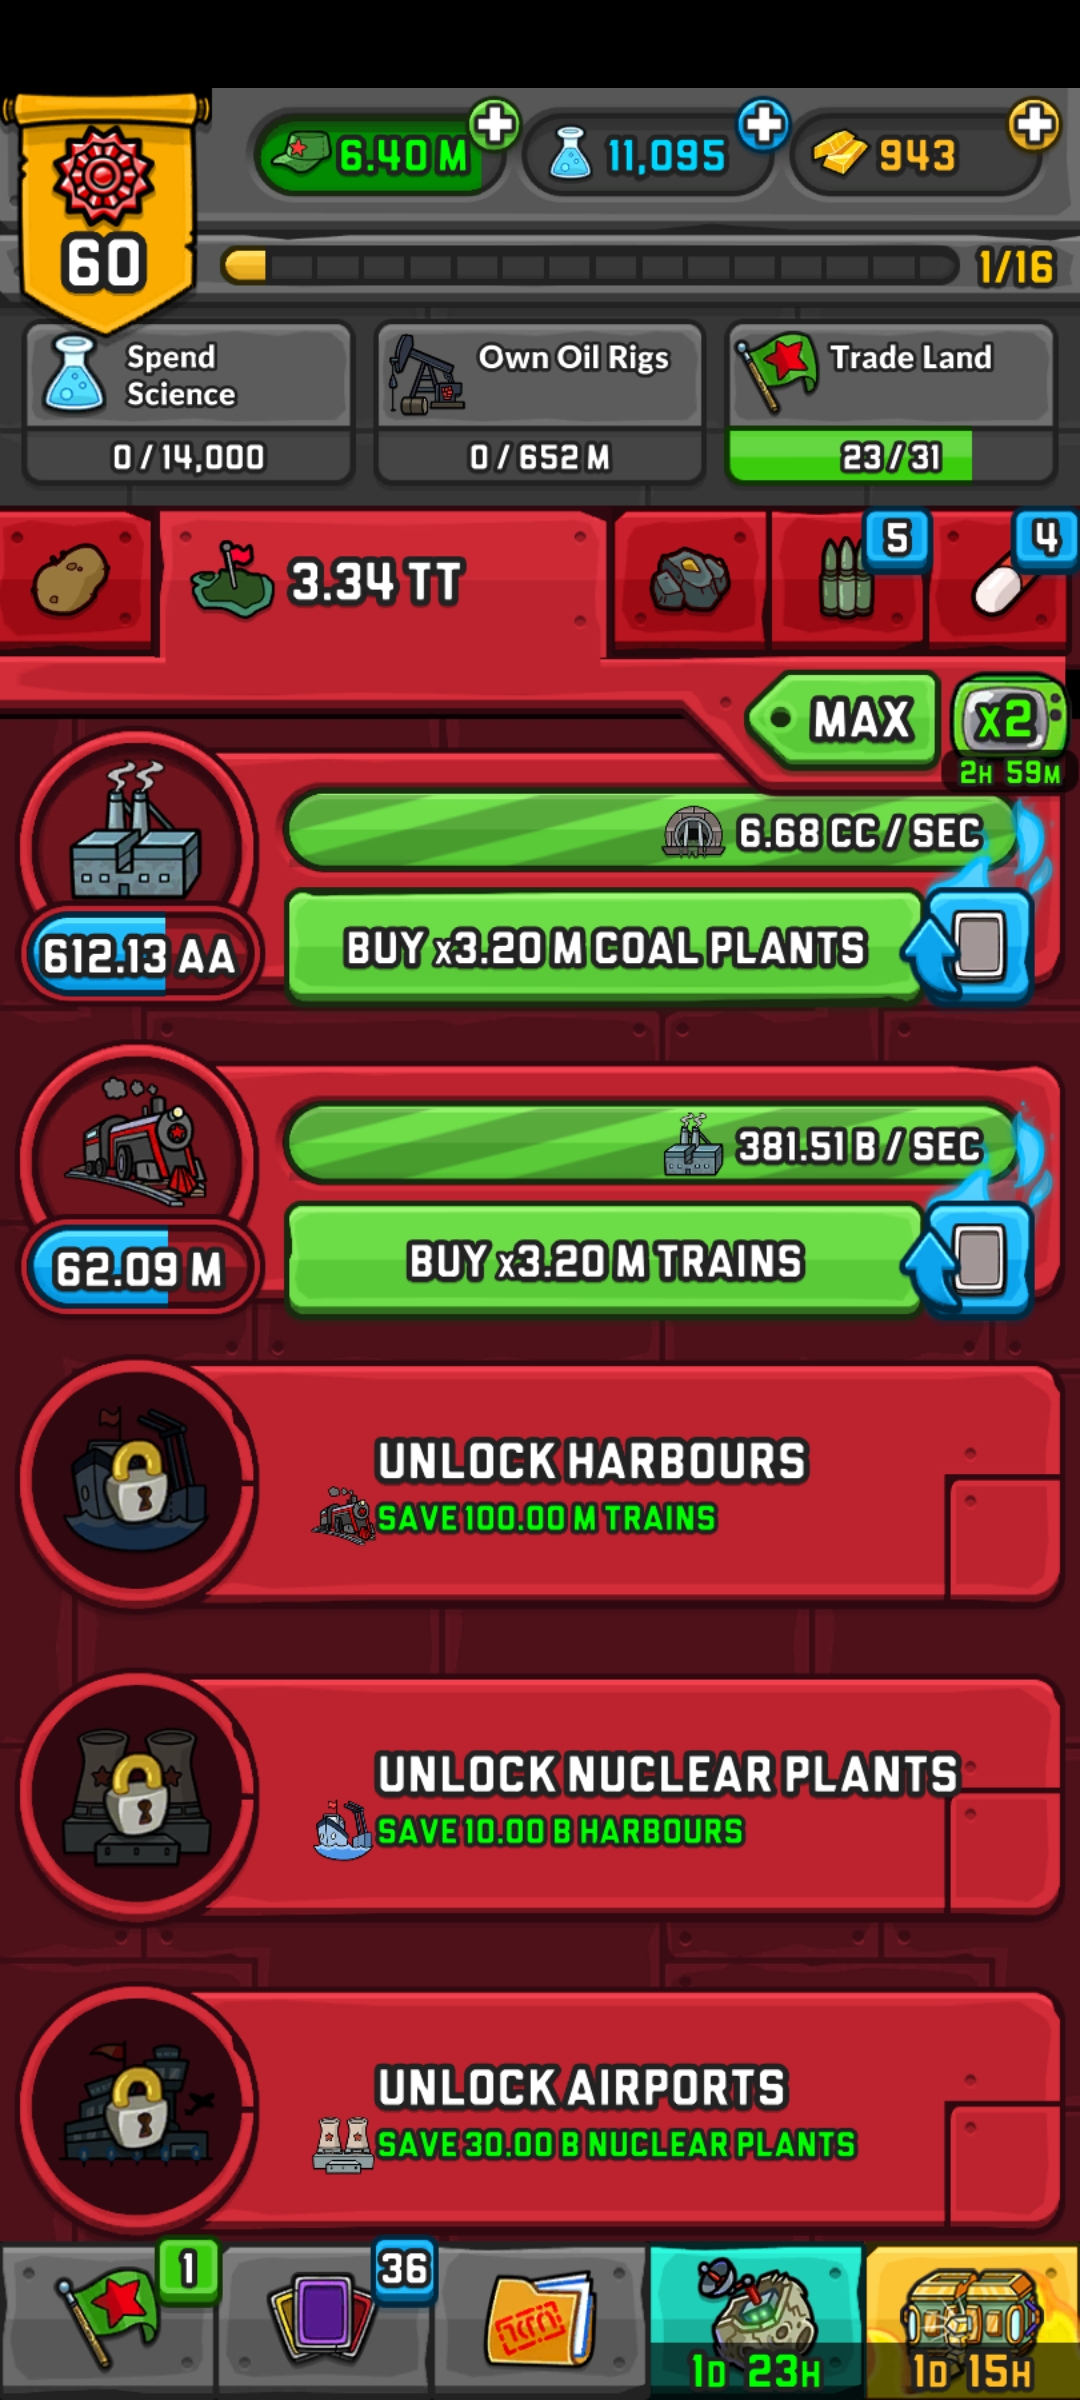 6.40 M
11,095
943
60
1/16
Spend
Science
0 / 14,000
Own Oil Rigs
0 / 652 M
Trade Land
23 / 31
3.34 TT
5
4
MAX
x2
2H 59M
6.68 CC / SEC
612.13 AA
BUY x3.20 M COAL PLANTS
381.51 B / SEC
62.09 M
BUY x3.20 M TRAINS
UNLOCK HARBOURS
SAVE 100.00 M TRAINS
UNLOCK NUCLEAR PLANTS
SAVE 10.00 B HARBOURS
UNLOCK AIRPORTS
SAVE 30.00 B NUCLEAR PLANTS
1
36
1D 23H
1D 15H